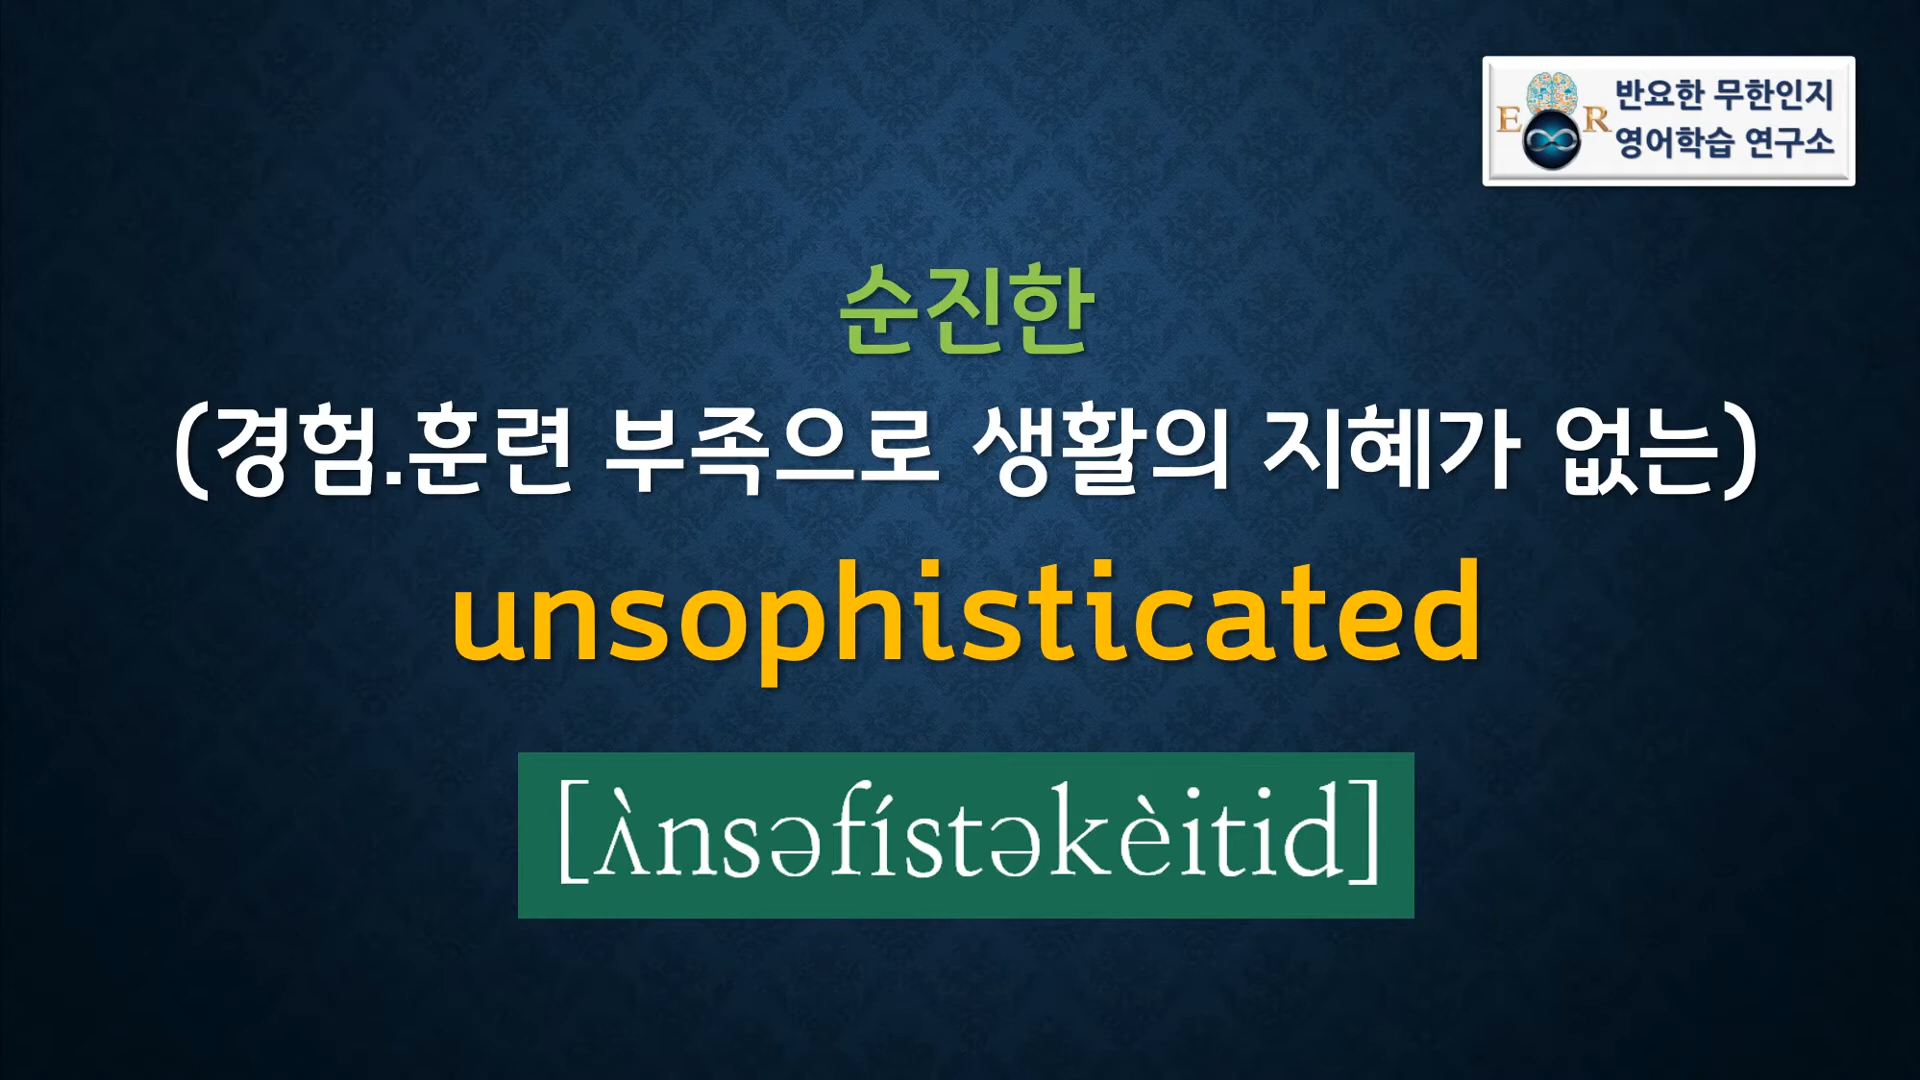 반요한 무한인지
E R
영어학습 연구소
순진한
(경험.훈련 부족으로 생활의 지혜가 없는)
unsophisticated
[ʌ̀nsəfístəkèitid]